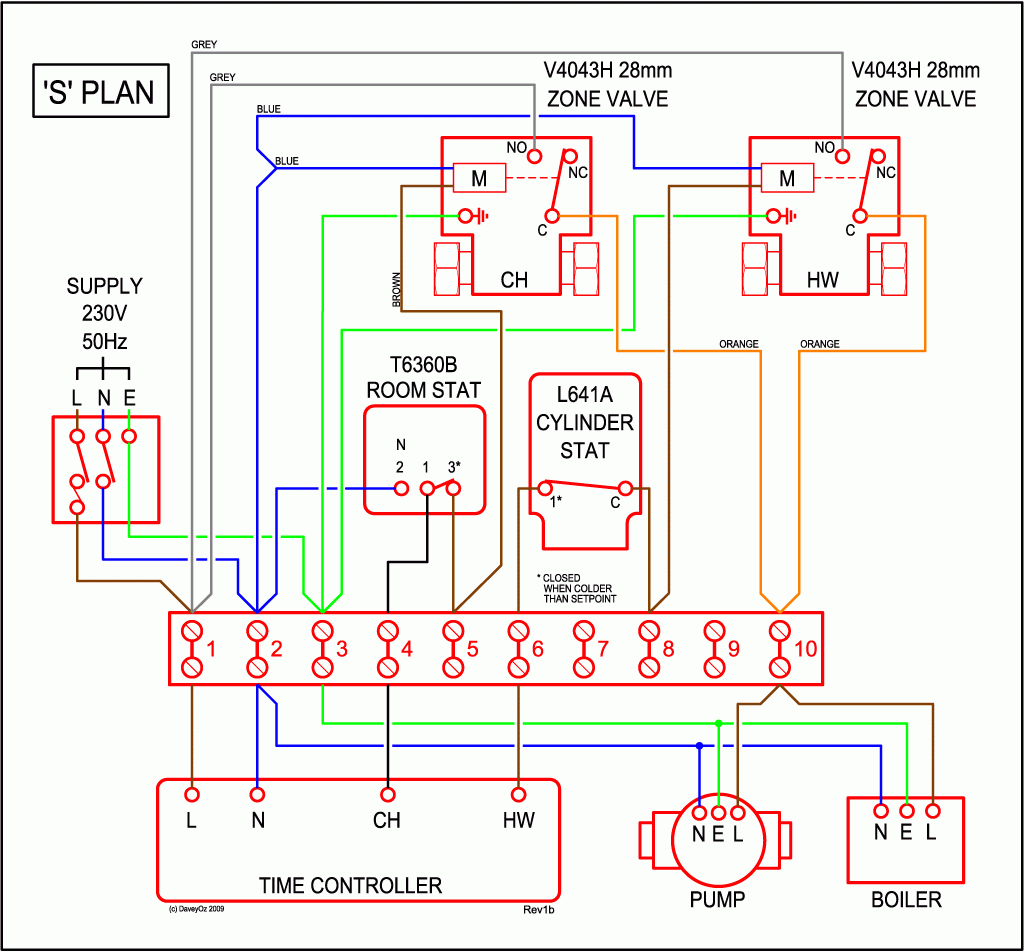 GREY
GREY
BLUE
BLUE
'S' PLAN
V4043H 28mm
ZONE VALVE
V4043H 28mm
ZONE VALVE
NO
NC
M
C
CH
NO
NC
M
C
HW
BROWN
ORANGE
ORANGE
SUPPLY
230V
50Hz
L N E
T6360B
ROOM STAT
N
2 1 3*
L641A
CYLINDER
STAT
1* C
* CLOSED
WHEN COLDER
THAN SETPOINT
1 2 3 4 5 6 7 8 9 10
L N CH HW
TIME CONTROLLER
(c) DaveyOz 2009
Rev1b
N E L
PUMP
N E L
BOILER